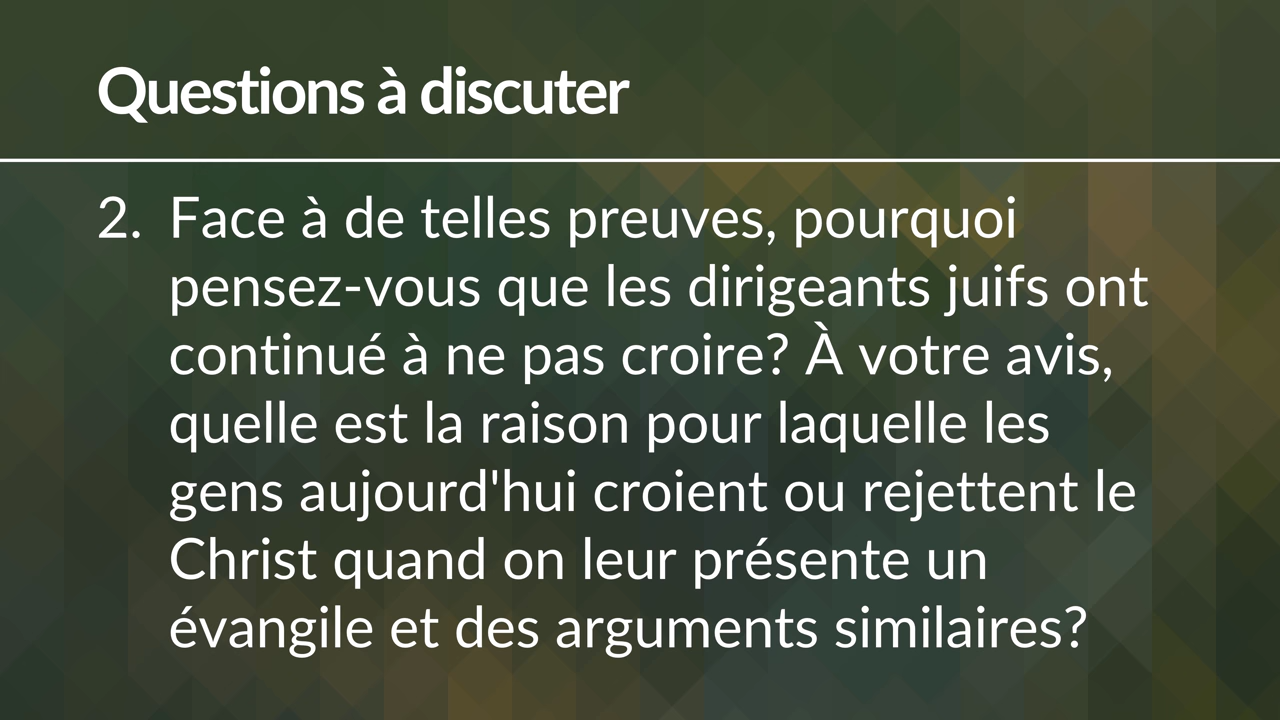 Questions à discuter
2. Face à de telles preuves, pourquoi
pensez-vous que les dirigeants juifs ont
continué à ne pas croire? À votre avis,
quelle est la raison pour laquelle les
gens aujourd'hui croient ou rejettent le
Christ quand on leur présente un
évangile et des arguments similaires?